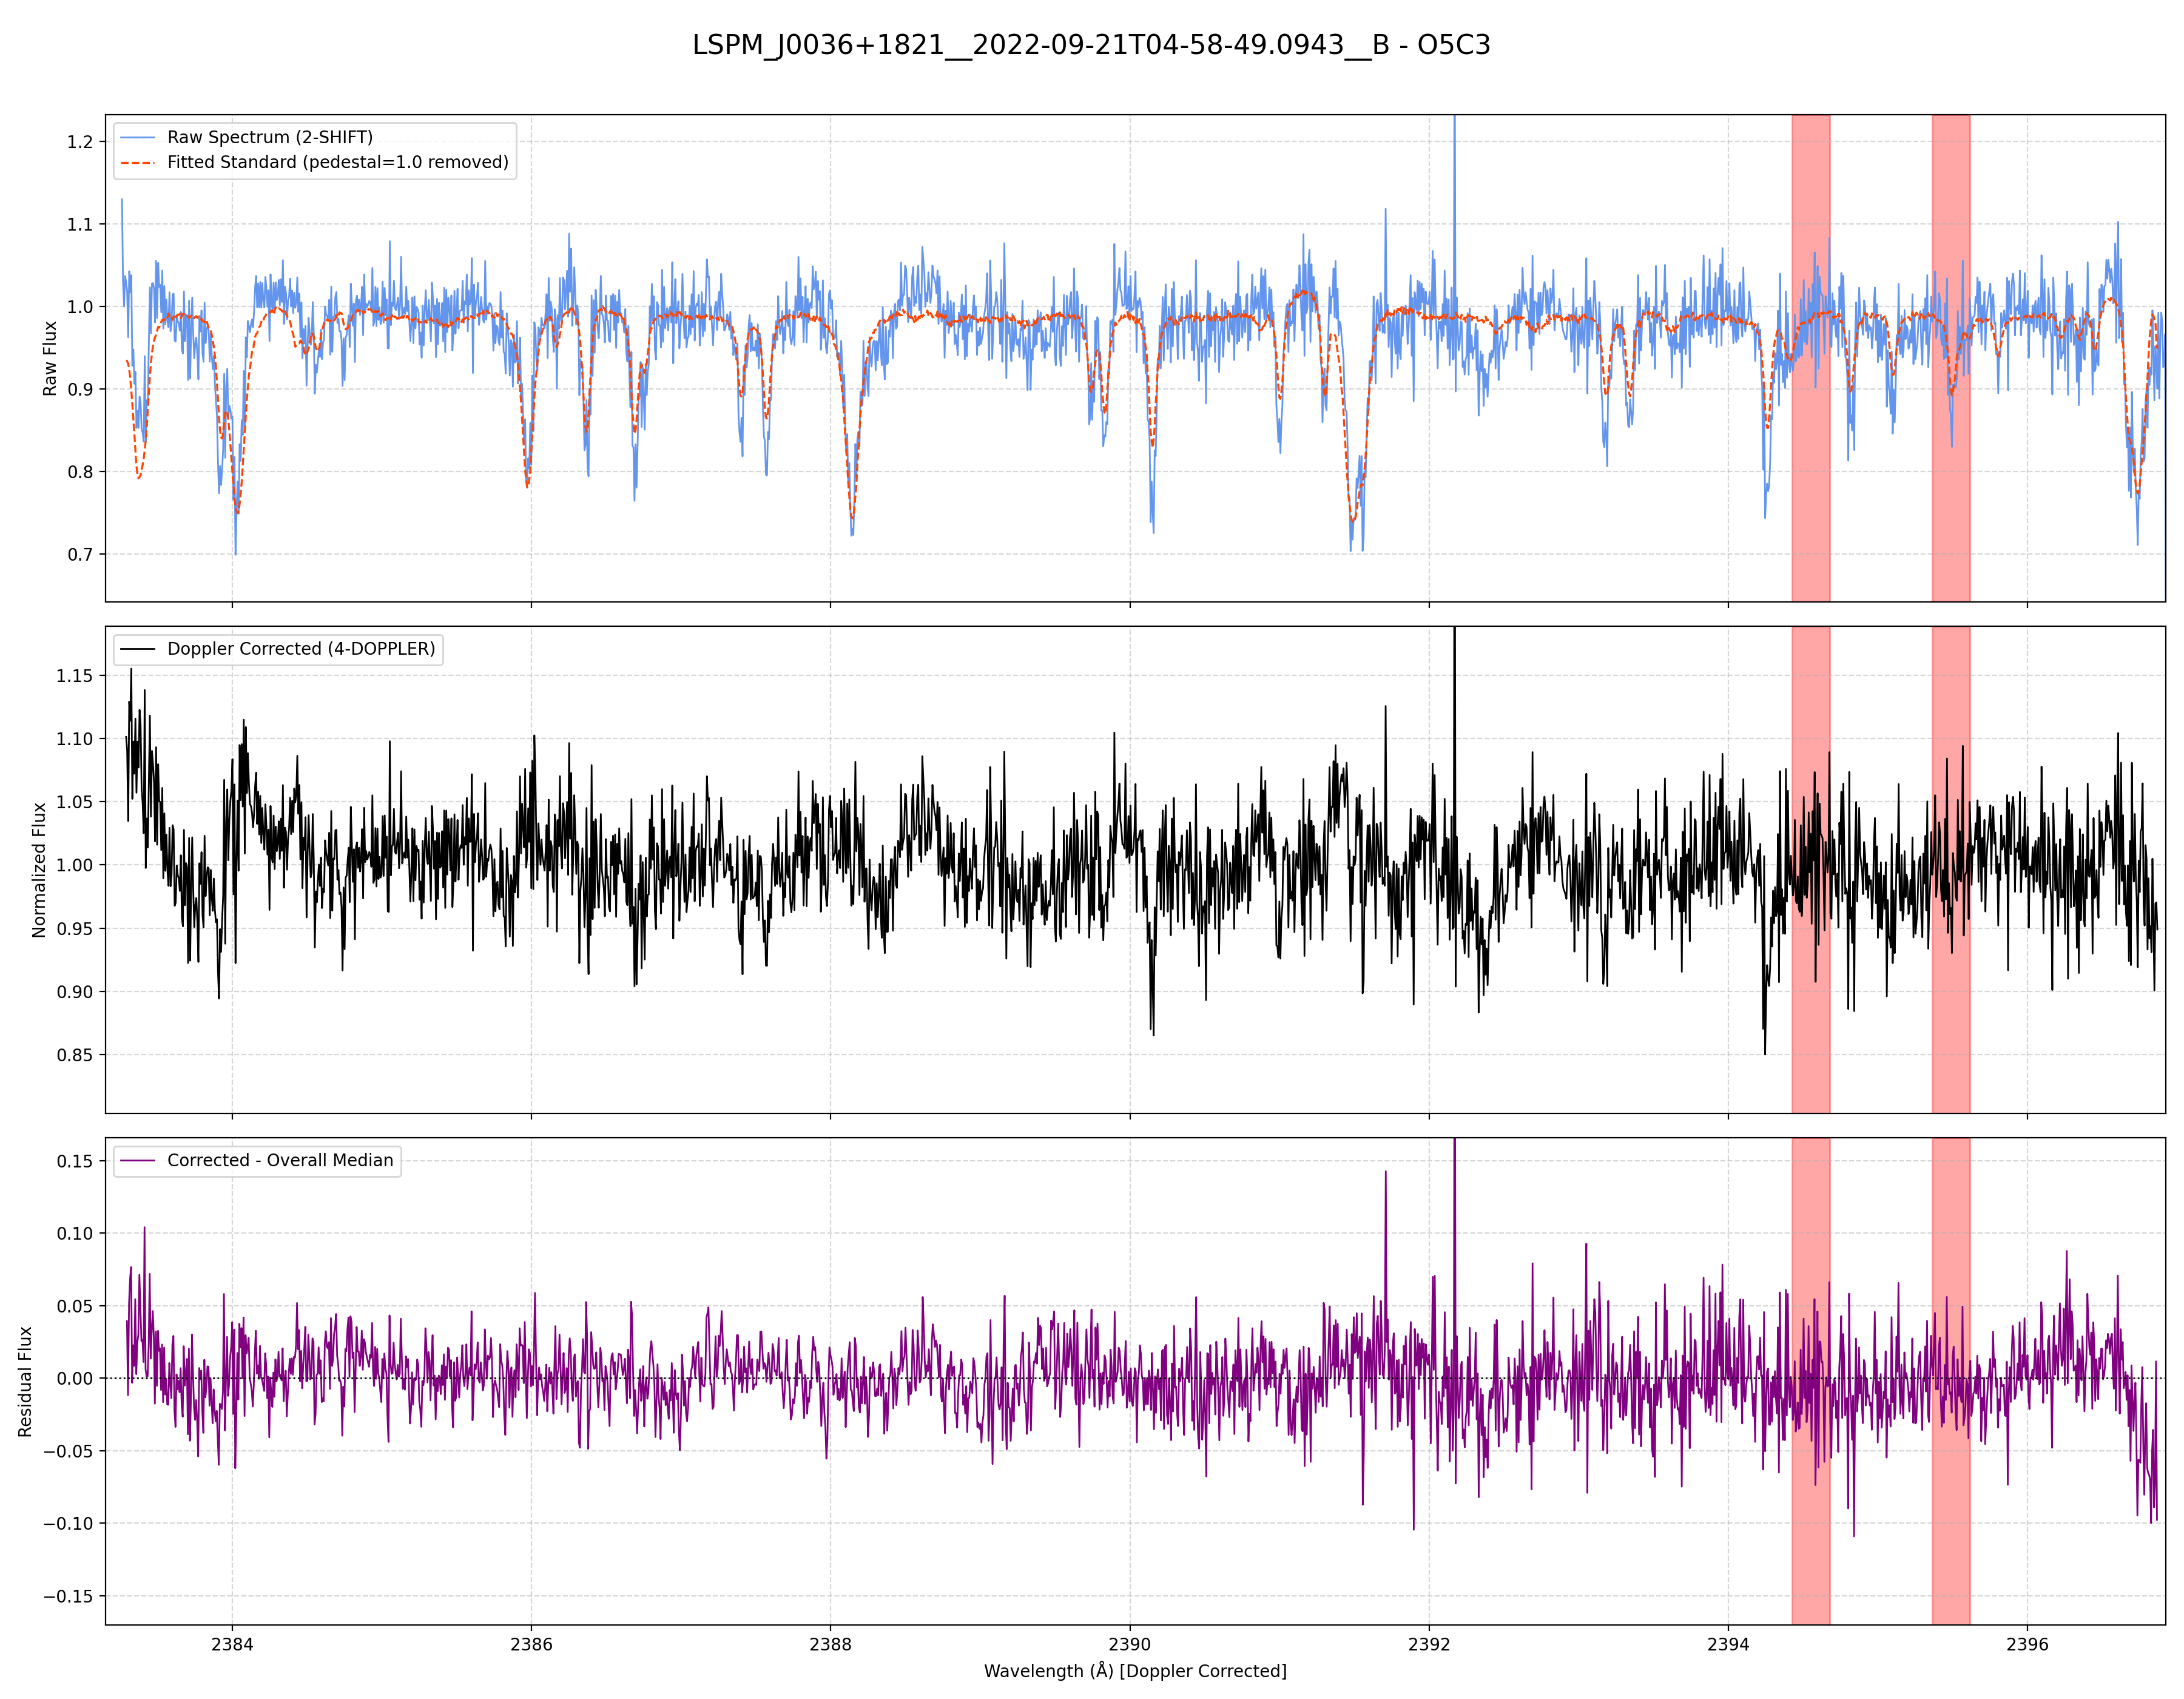 LSPM_J0036+1821__2022-09-21T04-58-49.0943__B - O5C3
Raw Spectrum (2-SHIFT)
Fitted Standard (pedestal=1.0 removed)
Raw Flux
1.2
1.1
1.0
0.9
0.8
0.7
Doppler Corrected (4-DOPPLER)
Normalized Flux
1.15
1.10
1.05
1.00
0.95
0.90
0.85
Corrected - Overall Median
Residual Flux
0.15
0.10
0.05
0.00
−0.05
−0.10
−0.15
2384 2386 2388 2390 2392 2394 2396
Wavelength (Å) [Doppler Corrected]